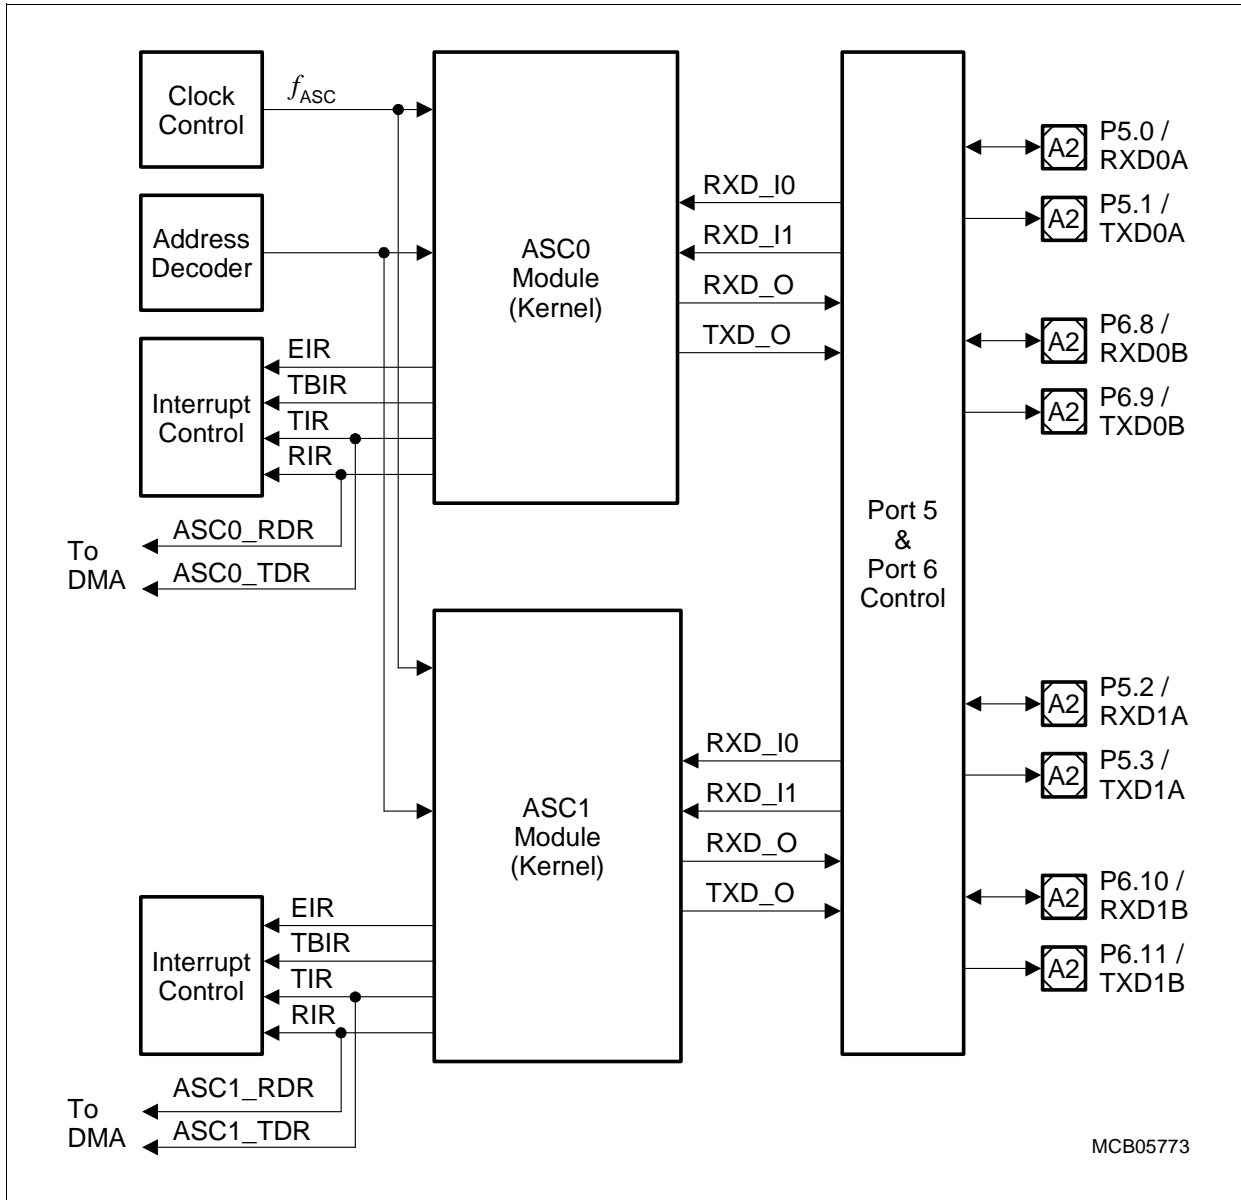 Clock
Control
fASC
Address
Decoder
ASC0
Module
(Kernel)
RXD_I0
RXD_I1
RXD_O
TXD_O
Interrupt
Control
EIR
TBIR
TIR
RIR
To
DMA
ASC0_RDR
ASC0_TDR
Port 5
&
Port 6
Control
A2
P5.0 /
RXD0A
A2
P5.1 /
TXD0A
A2
P6.8 /
RXD0B
A2
P6.9 /
TXD0B
ASC1
Module
(Kernel)
RXD_I0
RXD_I1
RXD_O
TXD_O
A2
P5.2 /
RXD1A
A2
P5.3 /
TXD1A
A2
P6.10 /
RXD1B
A2
P6.11 /
TXD1B
Interrupt
Control
EIR
TBIR
TIR
RIR
To
DMA
ASC1_RDR
ASC1_TDR
MCB05773